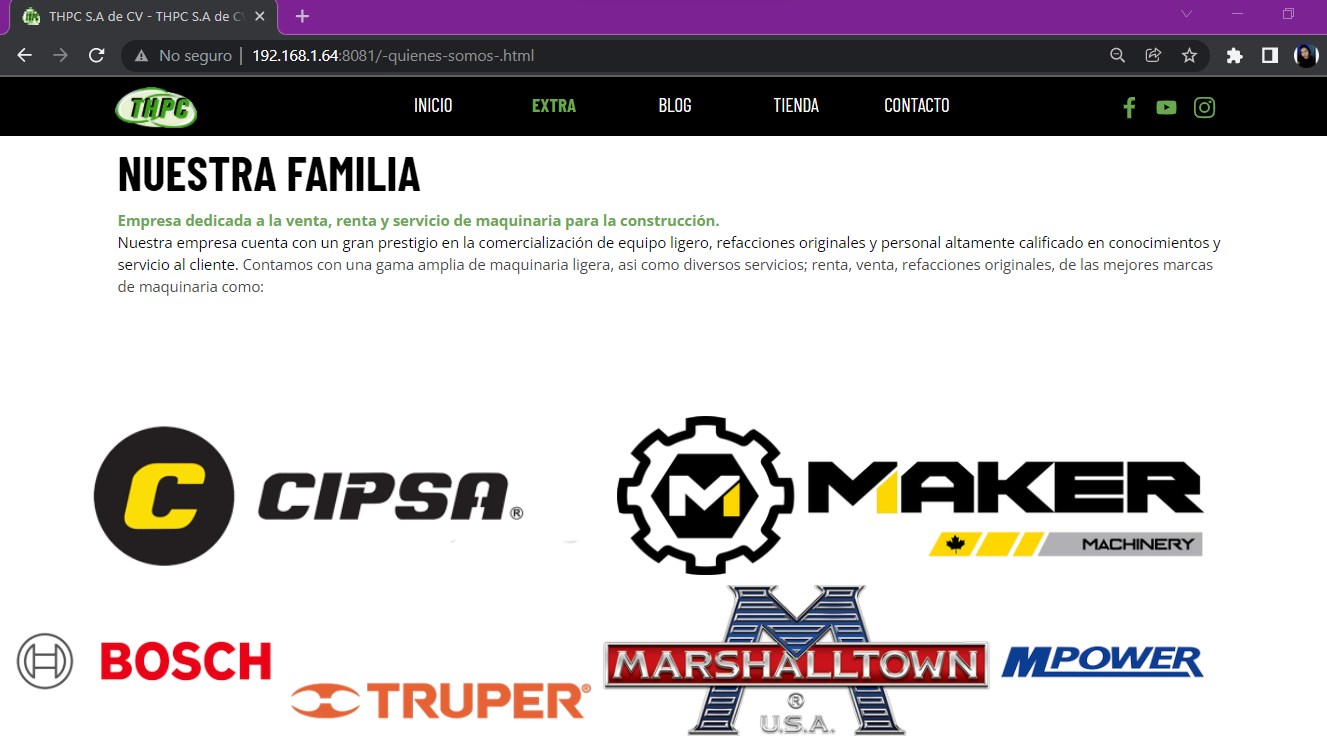 THPC S.A de CV - THPC S.A de CV
No seguro | 192.168.1.64:8081/-quienes-somos-.html
THPC INICIO EXTRA BLOG TIENDA CONTACTO
NUESTRA FAMILIA
Empresa dedicada a la venta, renta y servicio de maquinaria para la construcción.
Nuestra empresa cuenta con un gran prestigio en la comercialización de equipo ligero, refacciones originales y personal altamente calificado en conocimientos y
servicio al cliente. Contamos con una gama amplia de maquinaria ligera, asi como diversos servicios; renta, venta, refacciones originales, de las mejores marcas
de maquinaria como:
C CIPSA®
M MAKER
MACHINERY
BOSCH
TRUPER®
MARSHALLTOWN
®
U.S.A.
MPOWER